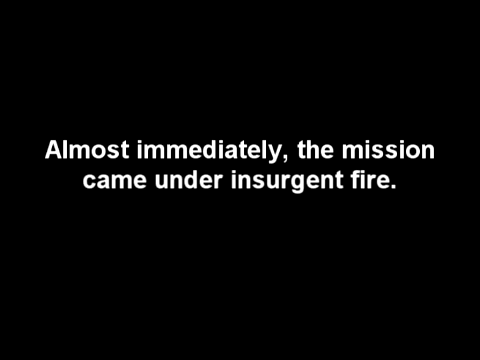 Almost immediately, the mission
came under insurgent fire.